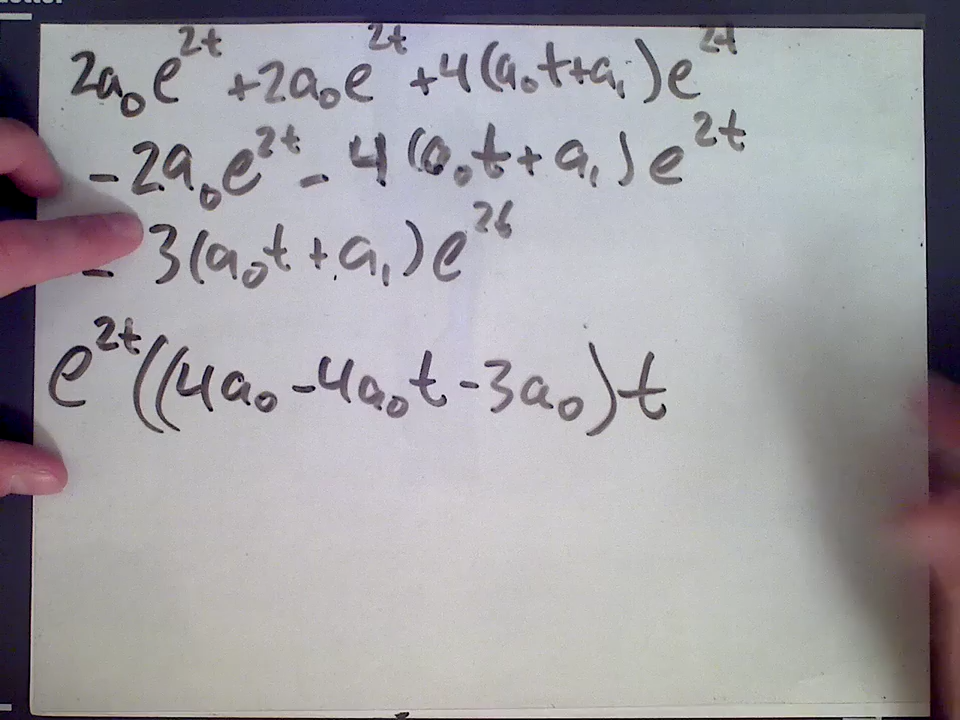 2a₀e^{2t} + 2a₀e^{2t} + 4(a₀t + a₁)e^{2t}
- 2a₀e^{2t} - 4(a₀t + a₁)e^{2t}
- 3(a₀t + a₁)e^{2t}
e^{2t}((4a₀ - 4a₀t - 3a₀)t